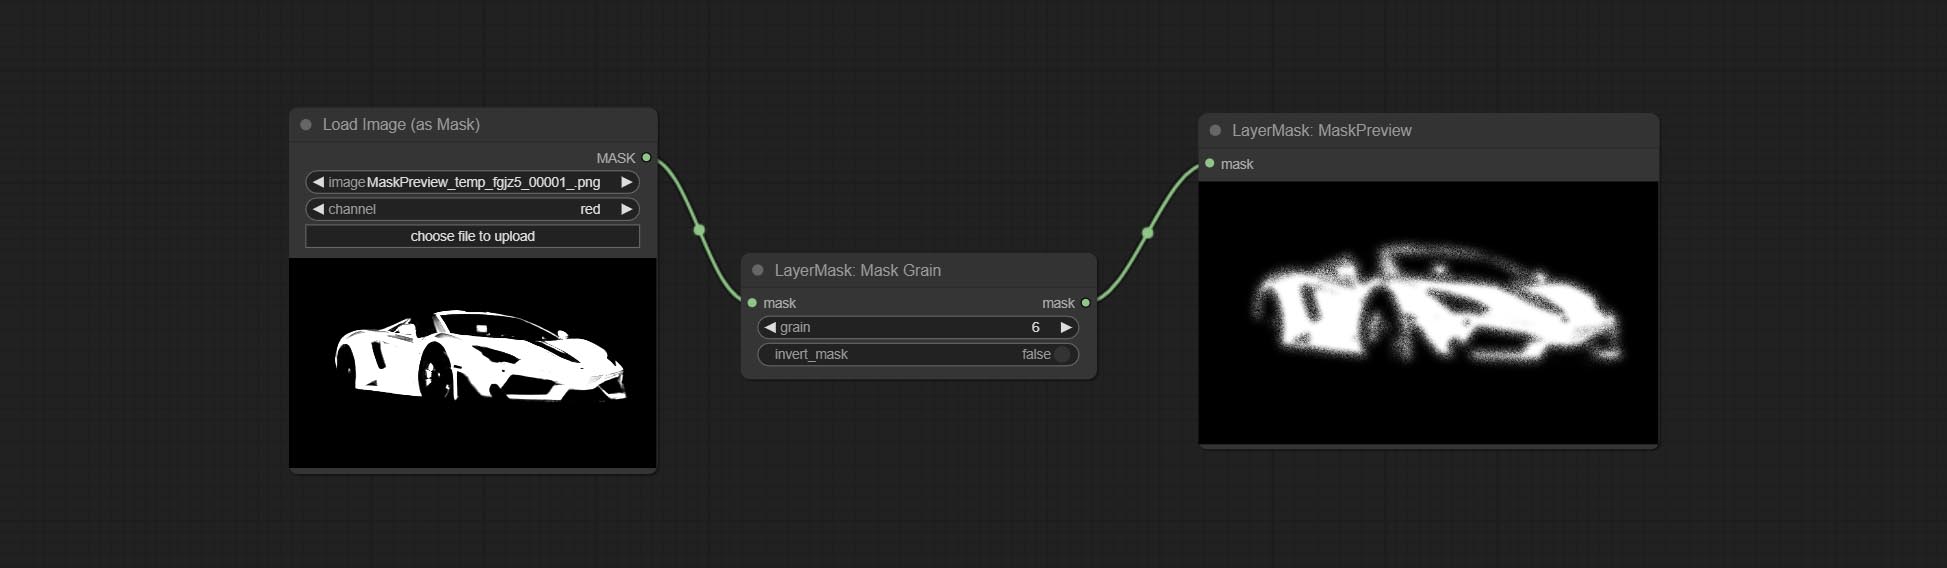 Load Image (as Mask)
MASK
image MaskPreview_temp_fgjz5_00001_.png
channel red
choose file to upload
LayerMask: Mask Grain
mask mask
grain 6
invert_mask false
LayerMask: MaskPreview
mask